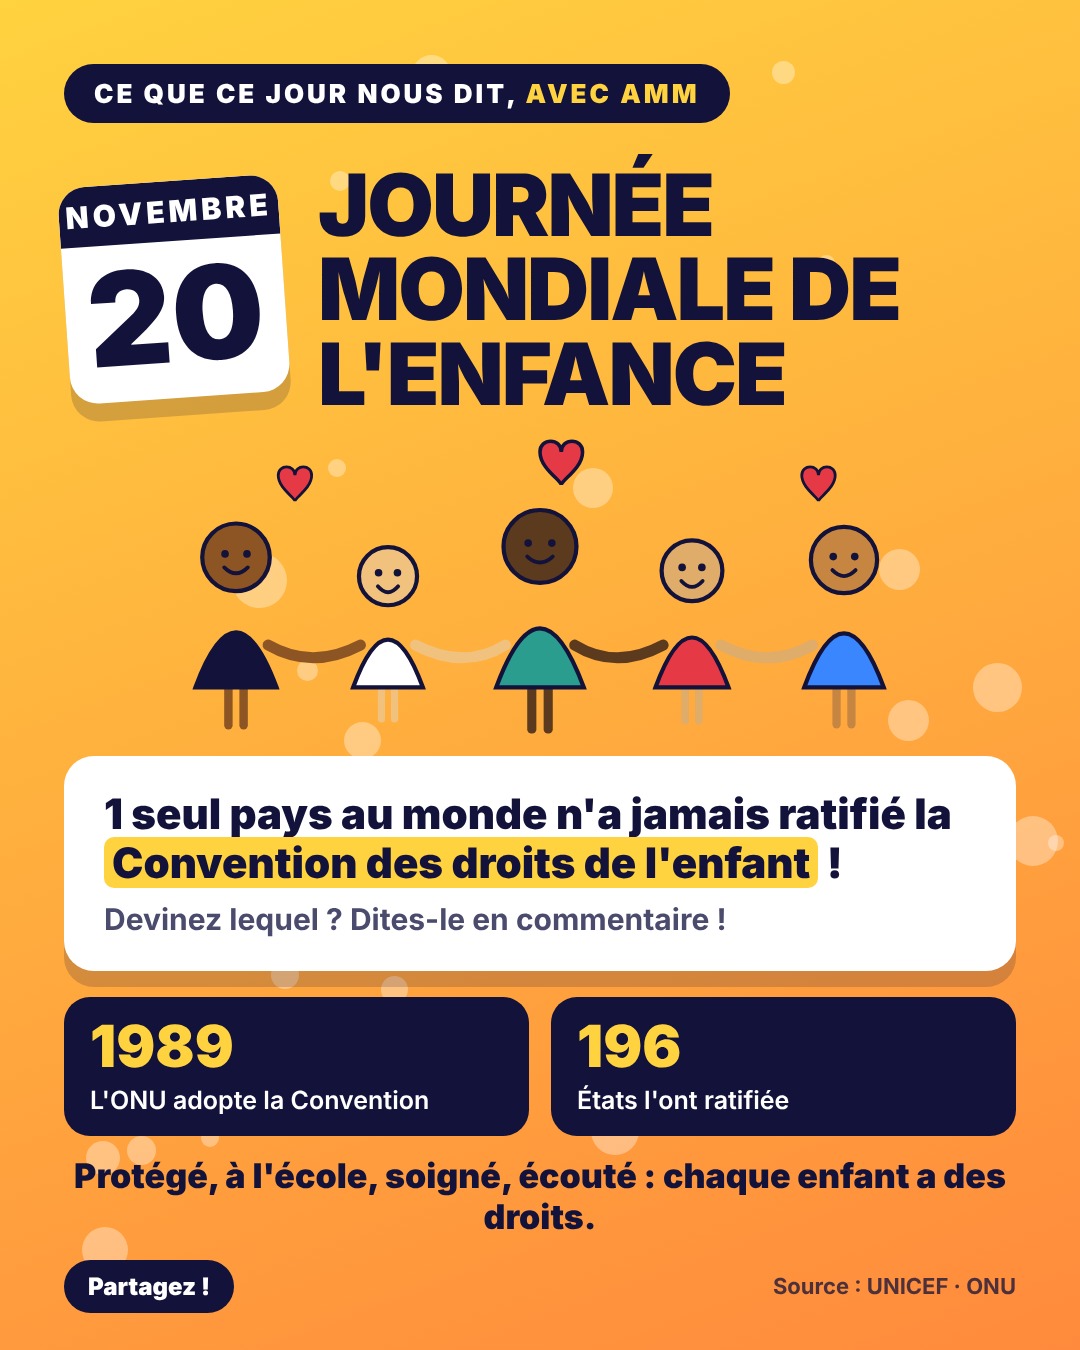 CE QUE CE JOUR NOUS DIT, AVEC AMM
NOVEMBRE
20
JOURNÉE
MONDIALE DE
L'ENFANCE
1 seul pays au monde n'a jamais ratifié la
Convention des droits de l'enfant !
Devinez lequel ? Dites-le en commentaire !
1989
L'ONU adopte la Convention
196
États l'ont ratifiée
Protégé, à l'école, soigné, écouté : chaque enfant a des
droits.
Partagez !
Source : UNICEF · ONU